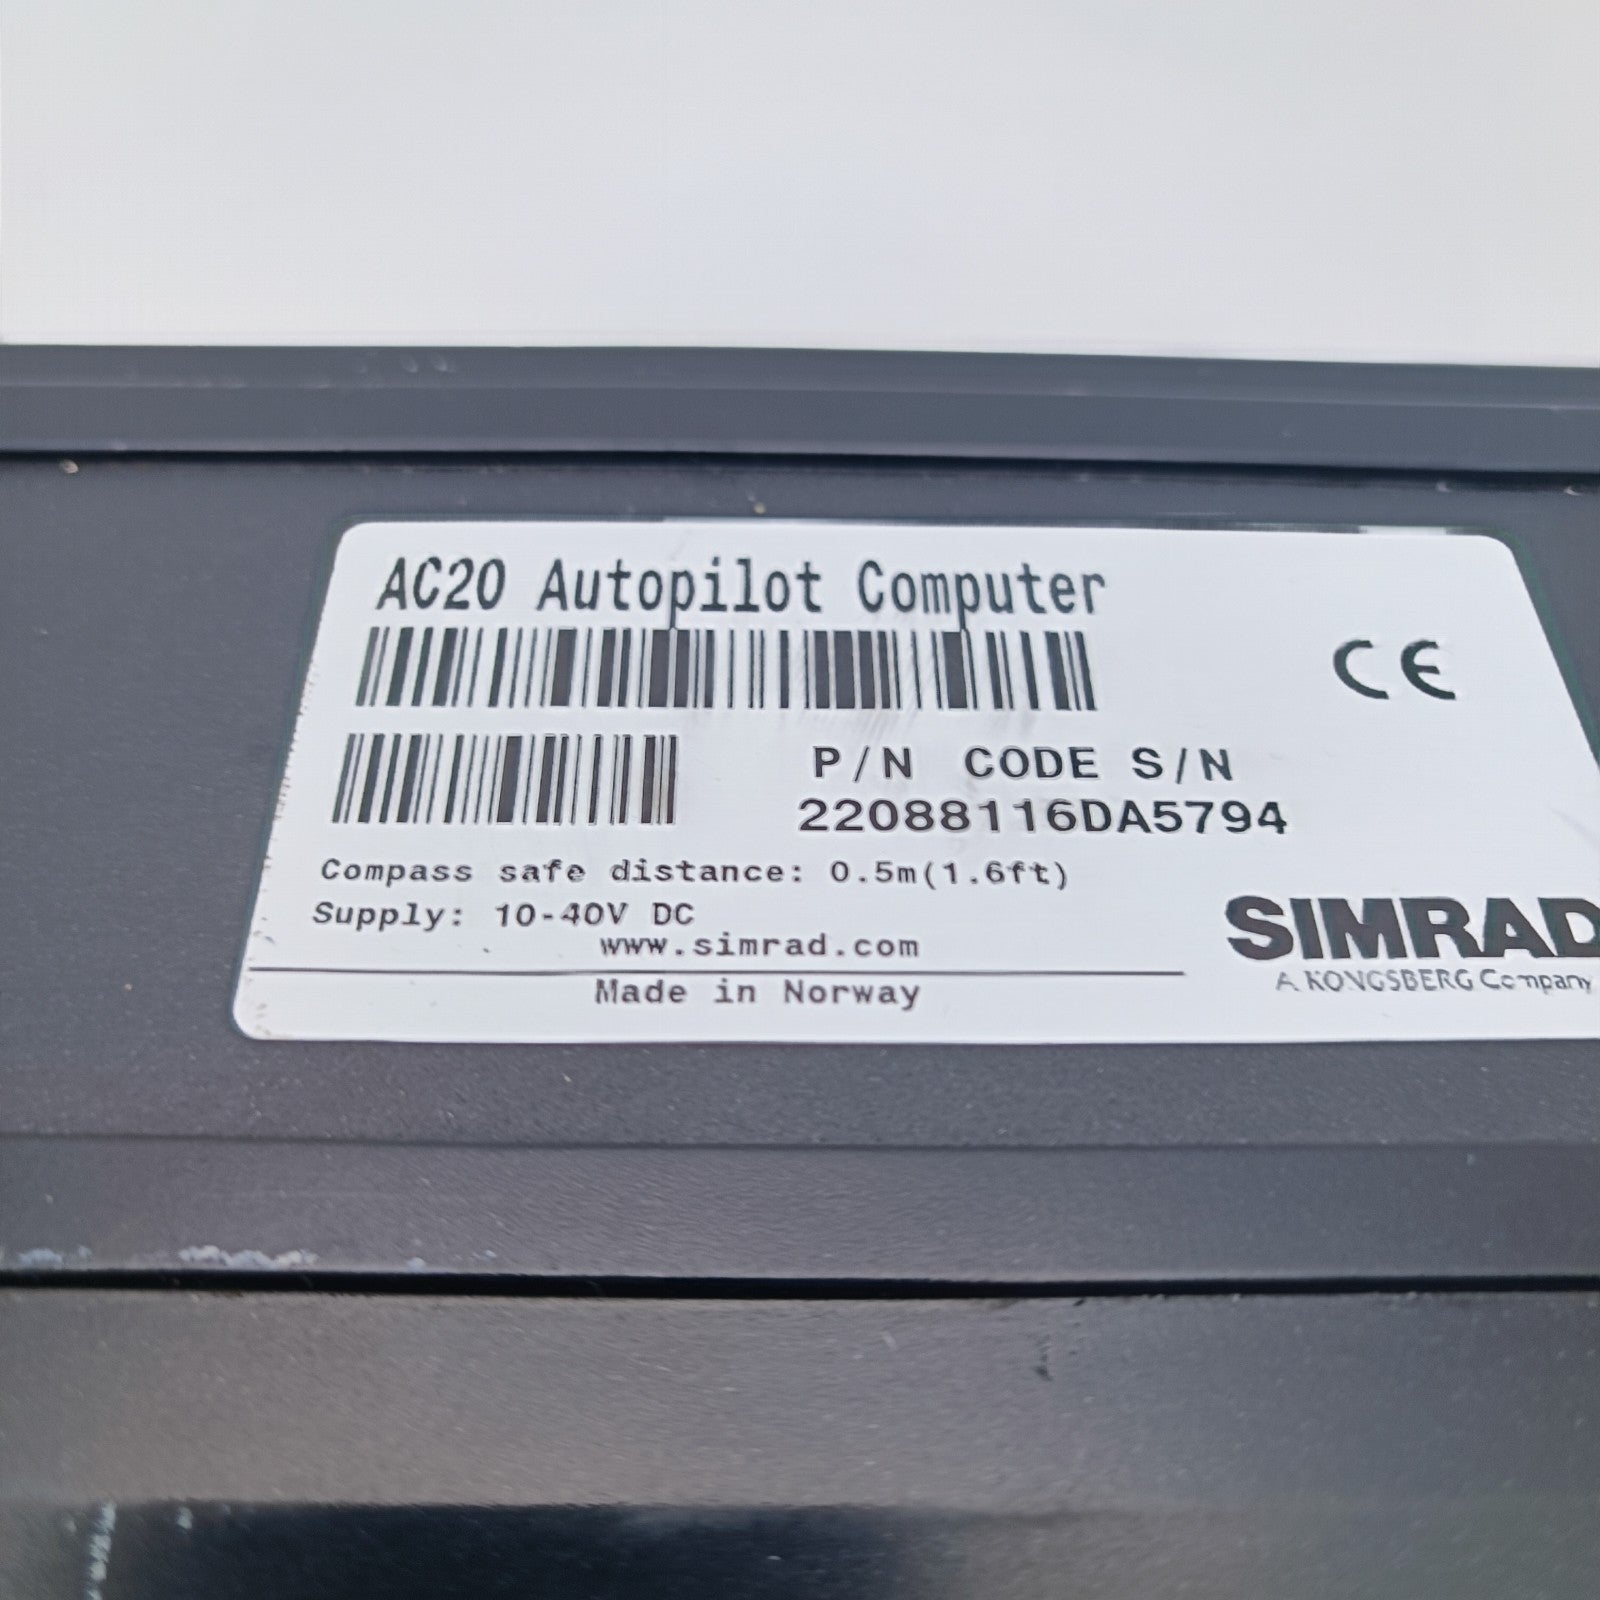 AC20 Autopilot Computer
CE
P/N CODE S/N
22088116DA5794
Compass safe distance: 0.5m(1.6ft)
Supply: 10-40V DC
www.simrad.com
Made in Norway
SIMRAD
A KONGSBERG Company